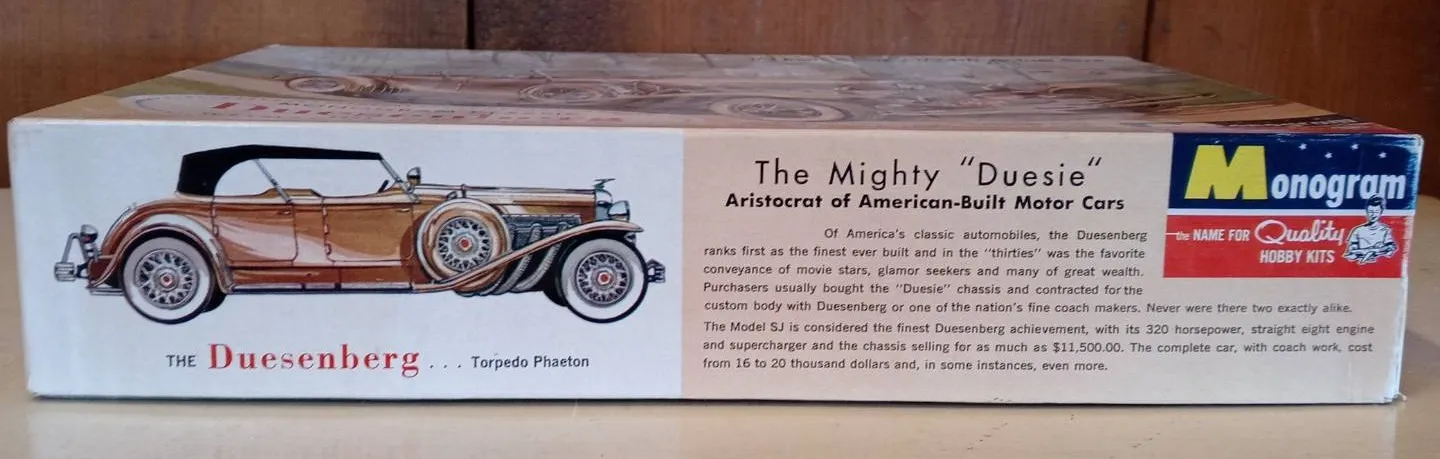 THE Duesenberg . . . Torpedo Phaeton
The Mighty "Duesie"
Aristocrat of American-Built Motor Cars
Of America's classic automobiles, the Duesenberg
ranks first as the finest ever built and in the "thirties" was the favorite
conveyance of movie stars, glamor seekers and many of great wealth.
Purchasers usually bought the "Duesie" chassis and contracted for the
custom body with Duesenberg or one of the nation's fine coach makers. Never were there two exactly alike.
The Model SJ is considered the finest Duesenberg achievement, with its 320 horsepower, straight eight engine
and supercharger and the chassis selling for as much as $11,500.00. The complete car, with coach work, cost
from 16 to 20 thousand dollars and, in some instances, even more.
Monogram
the NAME FOR Quality
HOBBY KITS